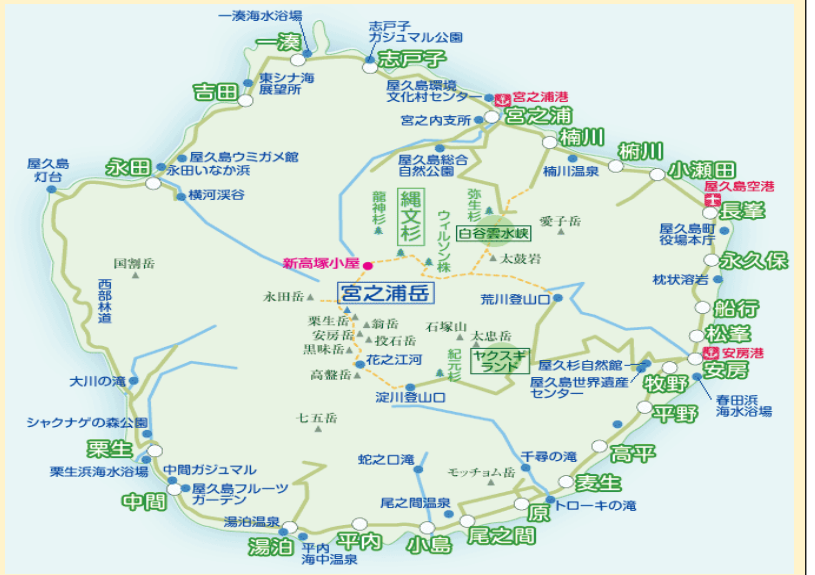 一湊海水浴場
一湊
志戸子
ガジュマル公園
志戸子
東シナ海
展望所
吉田
屋久島環境
文化村センター
宮之浦港
宮之内支所
宮之浦
楠川
椨川
小瀬田
屋久島
灯台
永田
屋久島ウミガメ館
永田いなか浜
横河渓谷
屋久島総合
自然公園
楠川温泉
屋久島空港
長峯
龍神杉
縄文杉
ウィルソン株
弥生杉
白谷雲水峡
愛子岳
屋久島町
役場本庁
太鼓岩
永久保
新高塚小屋
国割岳
枕状溶岩
西部林道
永田岳
宮之浦岳
荒川登山口
船行
栗生岳
翁岳
石塚山
太忠岳
松峯
安房岳
投石岳
黒味岳
安房港
紀元杉
ヤクスギ
ランド
屋久杉自然館
安房
花之江河
高盤岳
屋久島世界遺産
センター
牧野
大川の滝
淀川登山口
春田浜
海水浴場
平野
シャクナゲの森公園
七五岳
栗生
高平
栗生浜海水浴場
中間ガジュマル
蛇之口滝
千尋の滝
モッチョム岳
麦生
中間
屋久島フルーツ
ガーデン
尾之間温泉
トローキの滝
原
湯泊温泉
湯泊
平内
海中温泉
平内
小島
尾之間